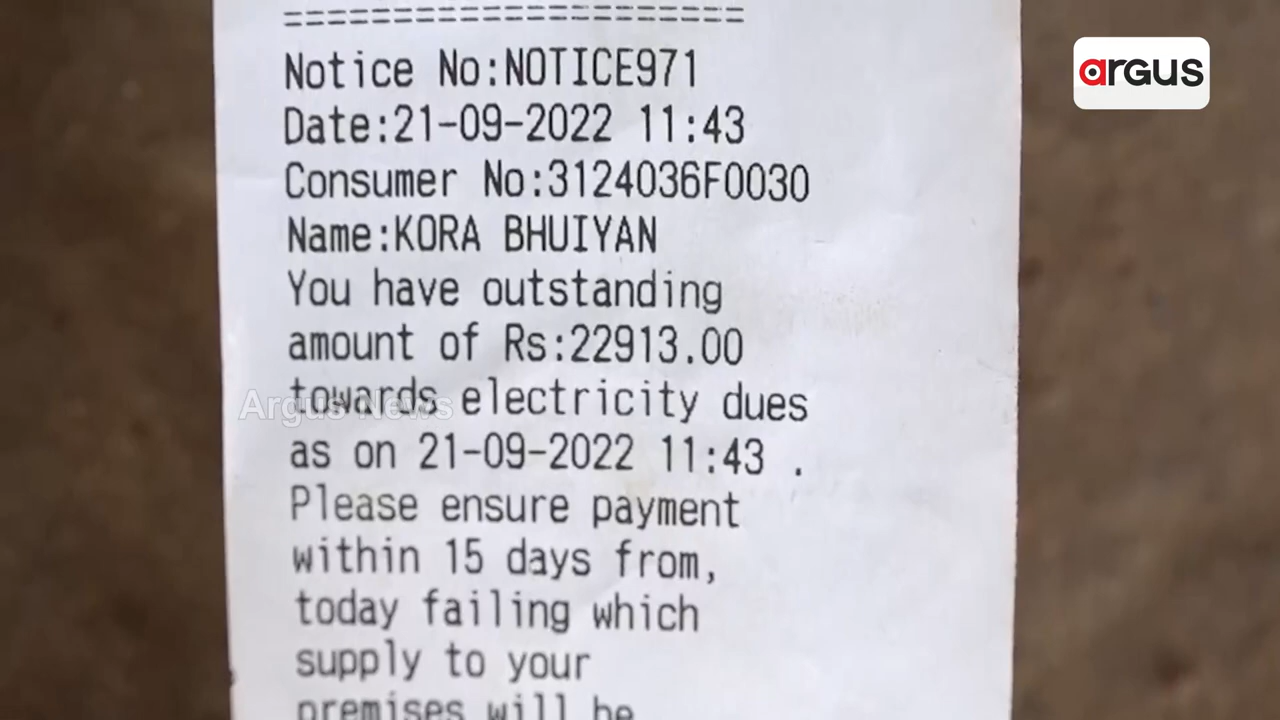 =====================
Notice No:NOTICE971
Date:21-09-2022 11:43
Consumer No:3124036F0030
Name:KORA BHUIYAN
You have outstanding
amount of Rs:22913.00
towards electricity dues
as on 21-09-2022 11:43 .
Please ensure payment
within 15 days from,
today failing which
supply to your
premises will be
argus
Argus News